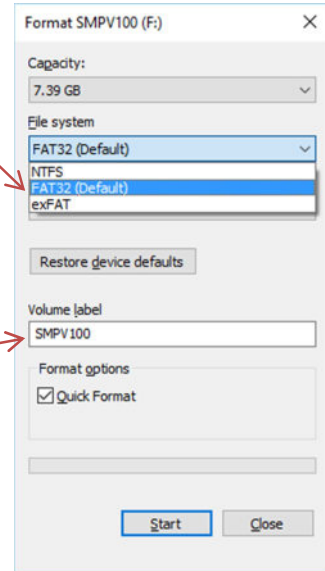 Format SMPV100 (F:)
Capacity:
7.39 GB
File system
FAT32 (Default)
NTFS
FAT32 (Default)
exFAT
Restore device defaults
Volume label
SMPV100
Format options
Quick Format
Start
Close